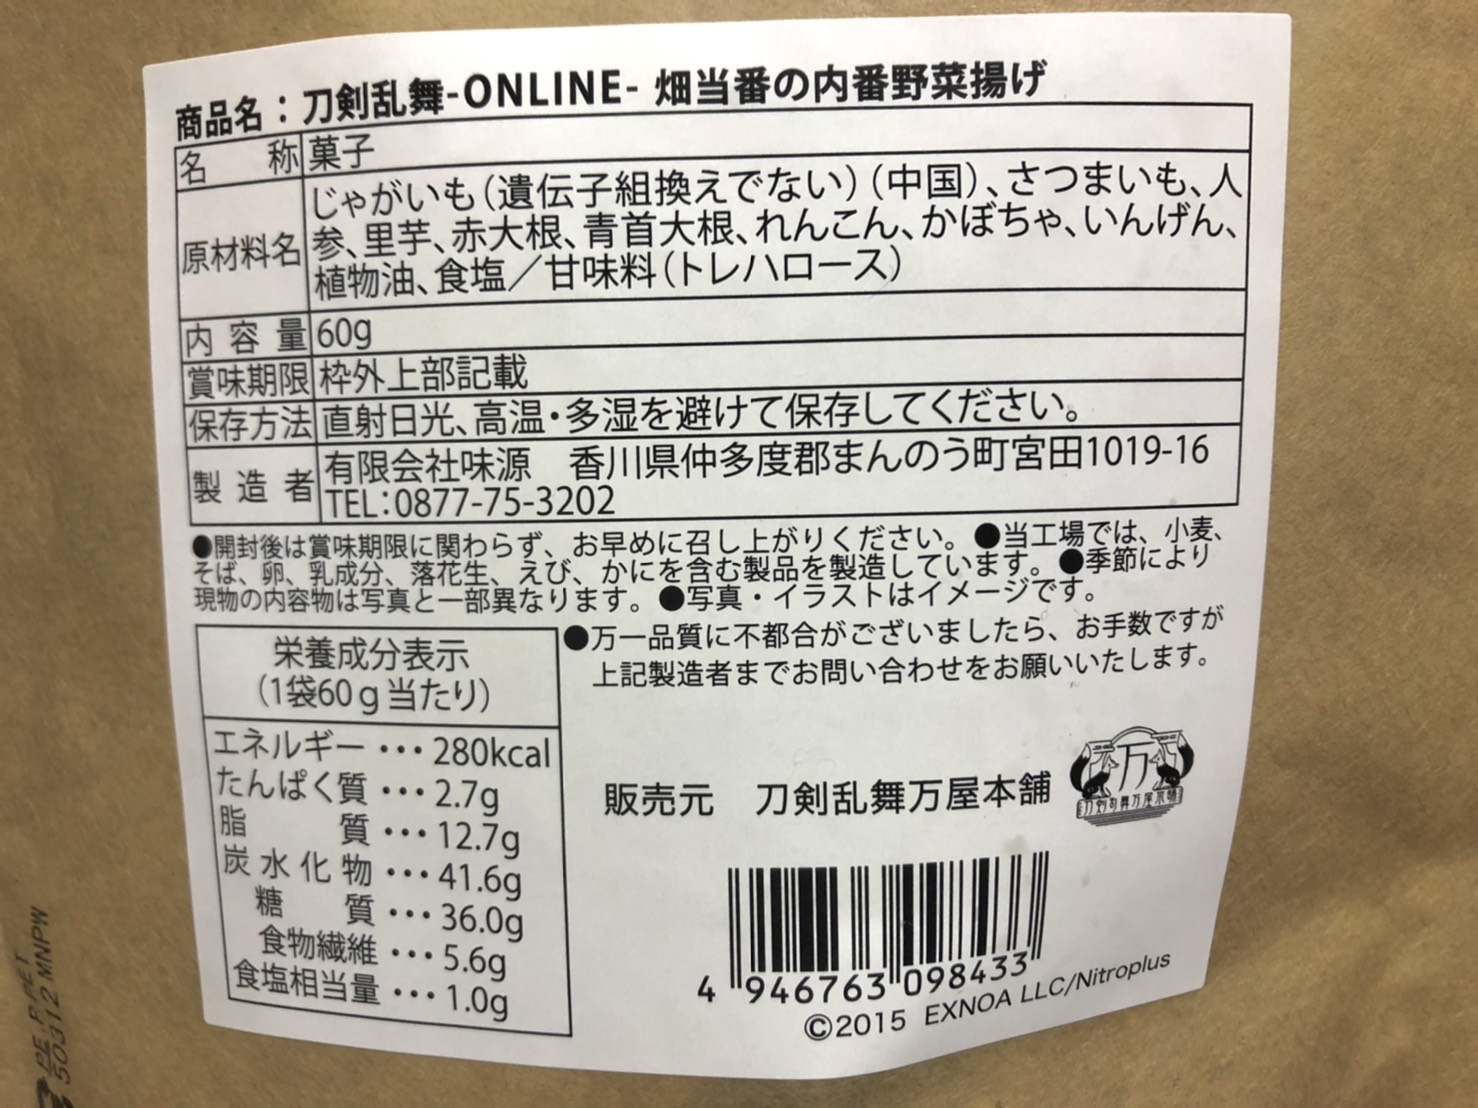 商品名：刀剣乱舞-ONLINE- 畑当番の内番野菜揚げ
名称 菓子
原材料名 じゃがいも（遺伝子組換えでない）（中国）、さつまいも、人
参、里芋、赤大根、青首大根、れんこん、かぼちゃ、いんげん、
植物油、食塩／甘味料（トレハロース）
内容量 60g
賞味期限 枠外上部記載
保存方法 直射日光、高温・多湿を避けて保存してください。
製造者 有限会社味源 香川県仲多度郡まんのう町宮田1019-16
TEL：0877-75-3202
●開封後は賞味期限に関わらず、お早めに召し上がりください。●当工場では、小麦、
そば、卵、乳成分、落花生、えび、かにを含む製品を製造しています。●季節により
現物の内容物は写真と一部異なります。●写真・イラストはイメージです。
●万一品質に不都合がございましたら、お手数ですが
上記製造者までお問い合わせをお願いいたします。
栄養成分表示
（1袋60g当たり）
エネルギー…280kcal
たんぱく質…2.7g
脂質…12.7g
炭水化物…41.6g
糖質…36.0g
食物繊維…5.6g
食塩相当量…1.0g
販売元 刀剣乱舞万屋本舗
万
刀剣乱舞万屋本舗
4 946763 098433
©2015 EXNOA LLC/Nitroplus
PE,P,PET
50312 MNPW